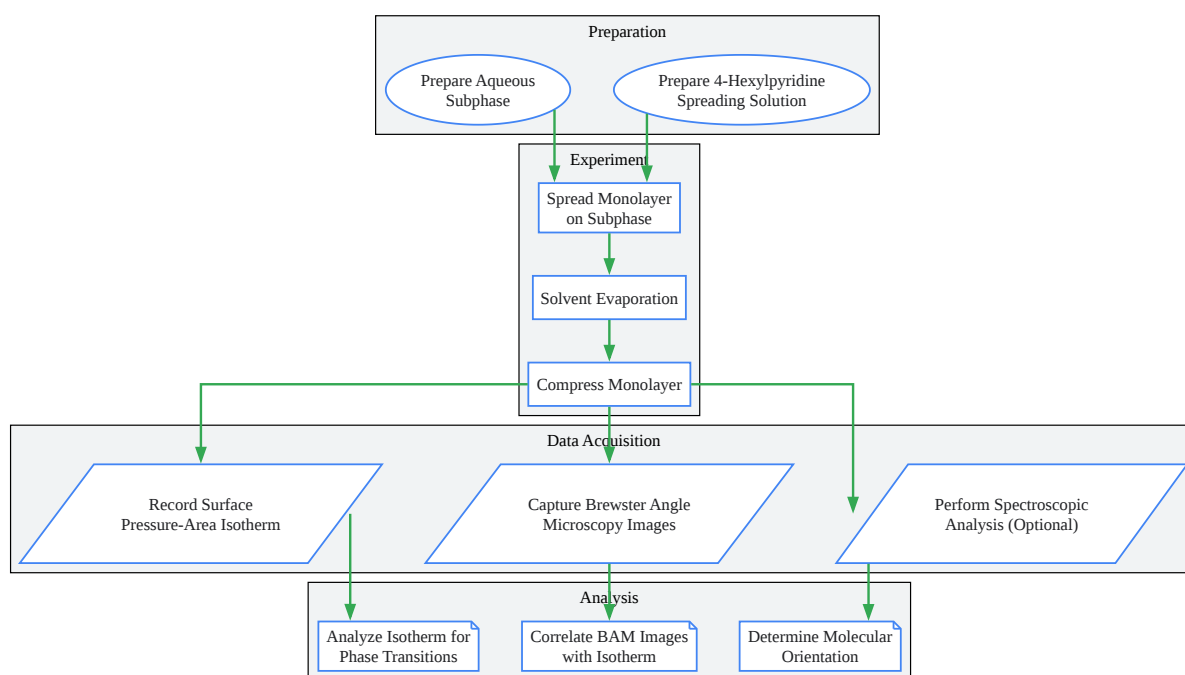 Preparation
Prepare Aqueous
Subphase
Prepare 4-Hexylpyridine
Spreading Solution
Experiment
Spread Monolayer
on Subphase
Solvent Evaporation
Compress Monolayer
Data Acquisition
Record Surface
Pressure-Area Isotherm
Capture Brewster Angle
Microscopy Images
Perform Spectroscopic
Analysis (Optional)
Analysis
Analyze Isotherm for
Phase Transitions
Correlate BAM Images
with Isotherm
Determine Molecular
Orientation